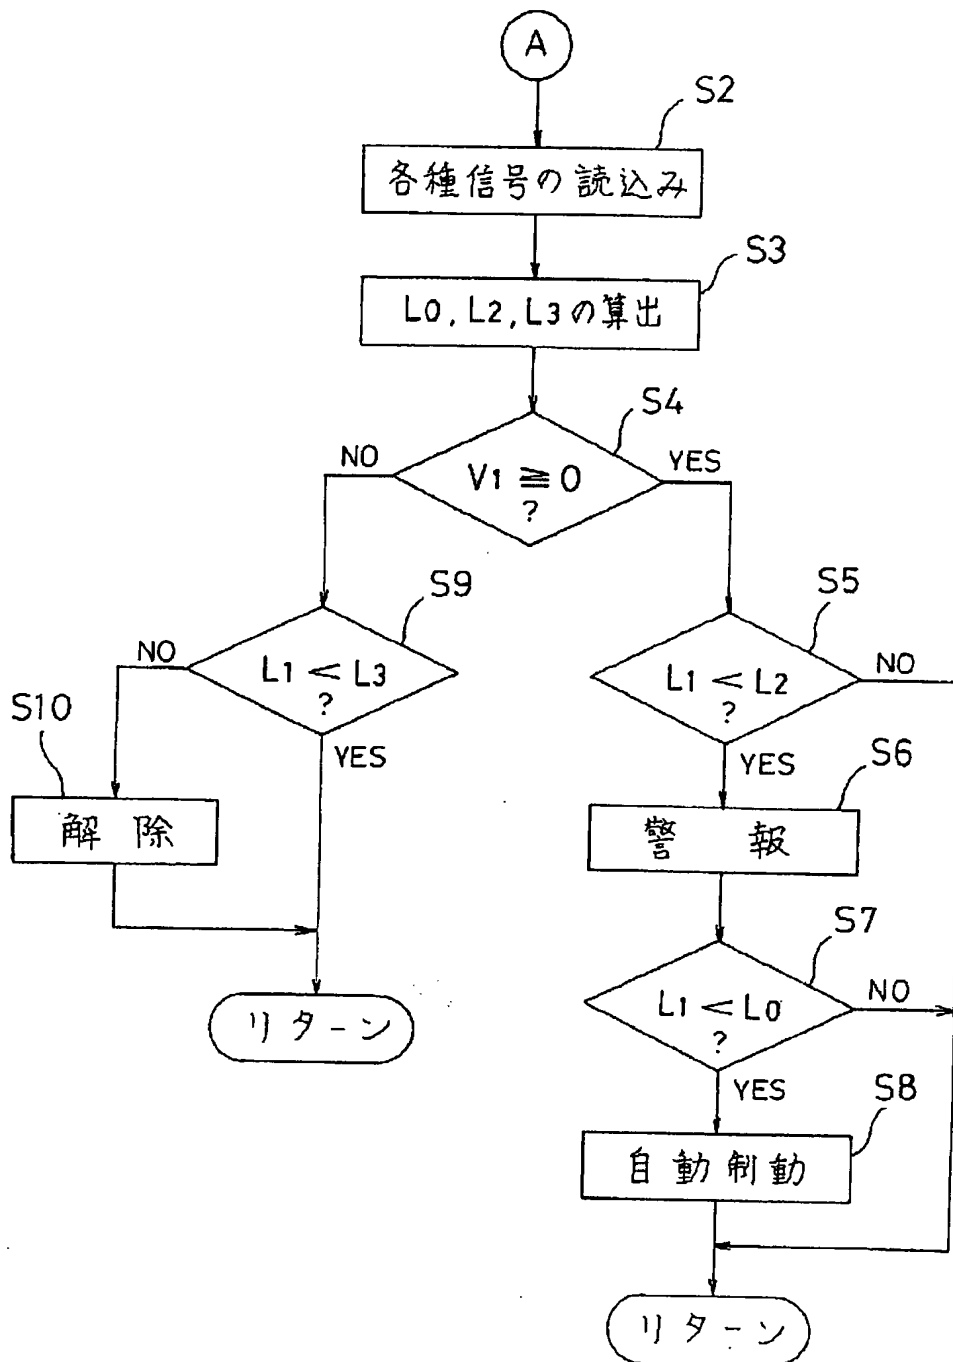 A
S2
各種信号の読込み
S3
L0, L2, L3の算出
S4
NO
V1 ≧ 0
?
YES
S9
NO
L1 < L3
?
YES
S10
解除
リターン
S5
L1 < L2
?
NO
YES
S6
警報
S7
L1 < L0
?
NO
YES
S8
自動制動
リターン